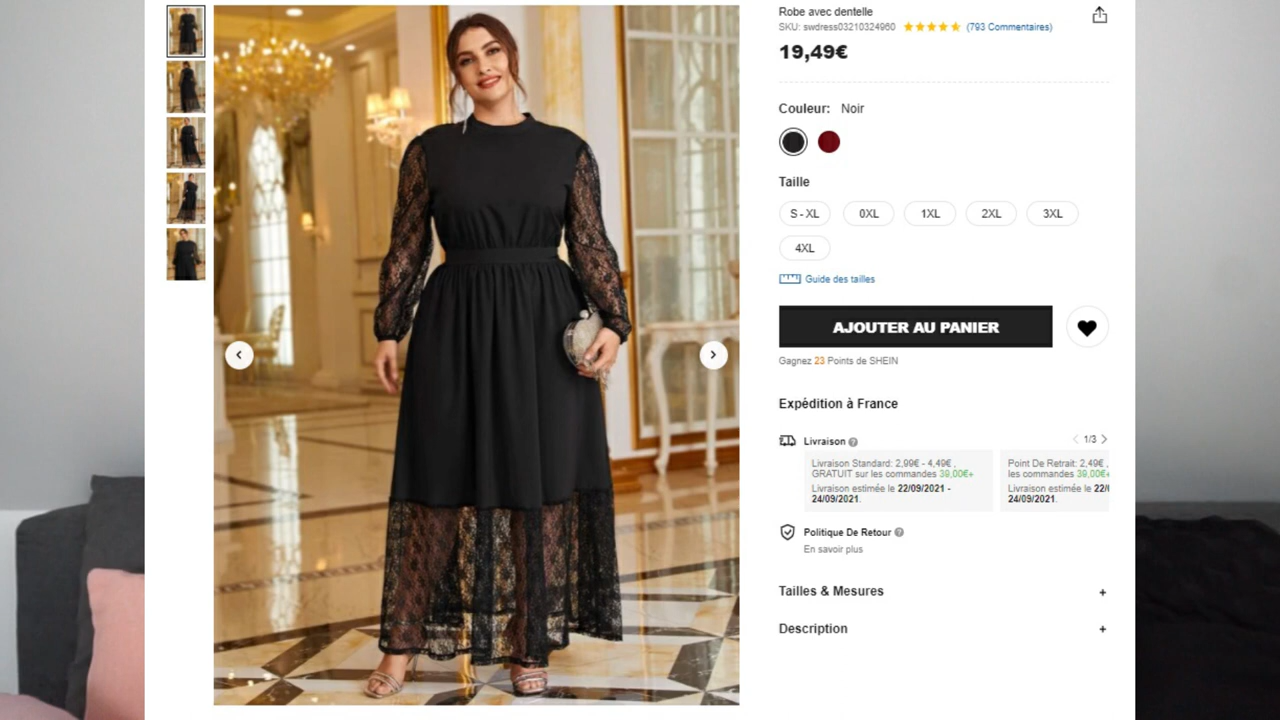 Robe avec dentelle
SKU: swdress03210324960 (793 Commentaires)
19,49€
Couleur: Noir
Taille
S - XL 0XL 1XL 2XL 3XL
4XL
Guide des tailles
AJOUTER AU PANIER
Gagnez 23 Points de SHEIN
Expédition à France
Livraison ?
1/3
Livraison Standard: 2,99€ - 4,49€ ,
GRATUIT sur les commandes 39,00€+
Livraison estimée le 22/09/2021 -
24/09/2021.
Point De Retrait: 2,49€ ,
les commandes 39,00€+
Livraison estimée le 22/
24/09/2021.
Politique De Retour ?
En savoir plus
Tailles & Mesures +
Description +